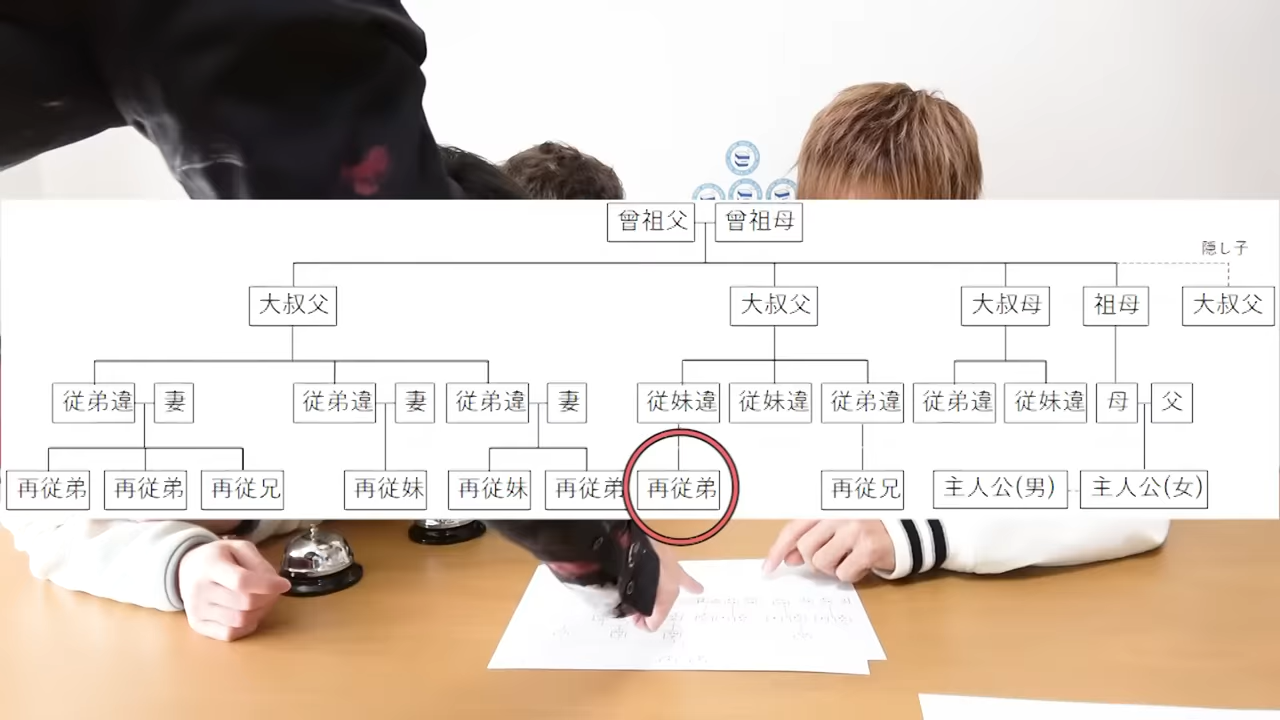 曾祖父 曾祖母
隠し子
大叔父 大叔父 大叔母 祖母 大叔父
従弟違 妻 従弟違 妻 従弟違 妻 従妹違 従妹違 従弟違 従弟違 従妹違 母 父
再従弟 再従弟 再従兄 再従妹 再従妹 再従弟 再従弟 再従兄 主人公(男) 主人公(女)